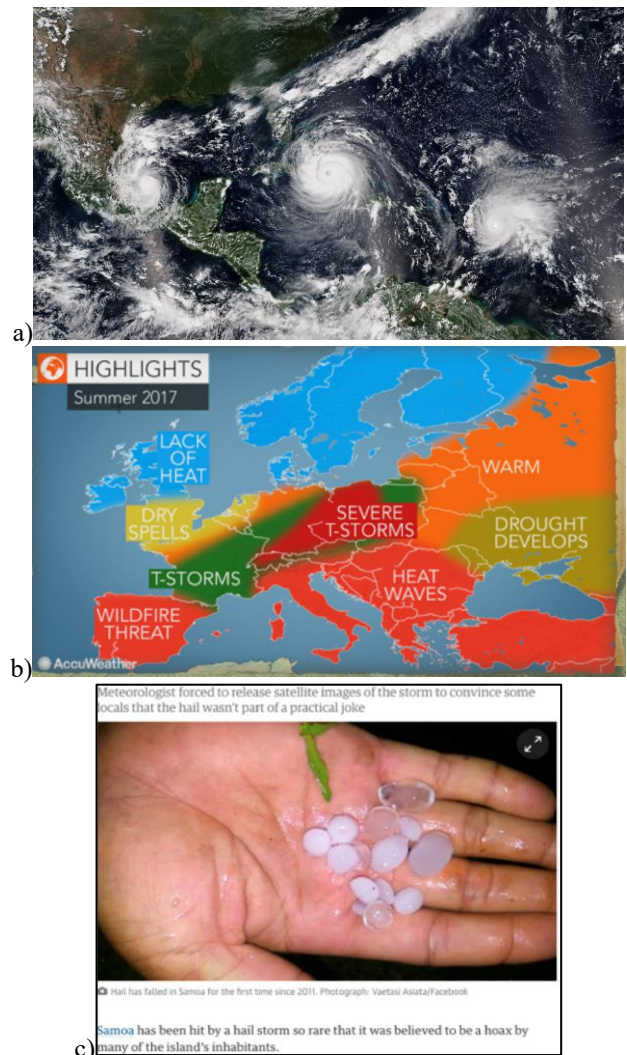 a)
HIGHLIGHTS
Summer 2017
LACK
OF
HEAT
WARM
DRY
SPELLS
SEVERE
T-STORMS
DROUGHT
DEVELOPS
T-STORMS
HEAT
WAVES
WILDFIRE
THREAT
AccuWeather
b)
Meteorologist forced to release satellite images of the storm to convince some
locals that the hail wasn't part of a practical joke
Hail has fallen in Samoa for the first time since 2011. Photograph: Vaetasi Asiata/Facebook
Samoa has been hit by a hail storm so rare that it was believed to be a hoax by
many of the island's inhabitants.
c)